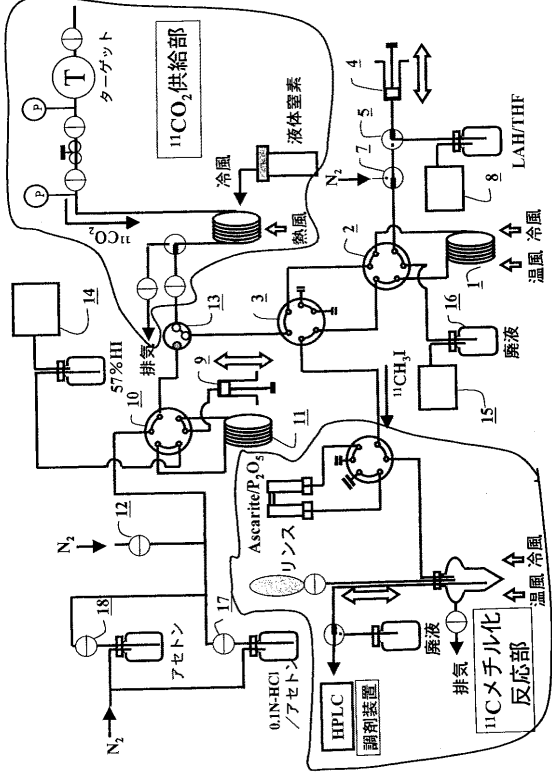 ターゲット
T
P
P
¹¹CO₂供給部
¹¹CO₂
冷風
液体窒素
熱風
排気
14
57%HI
13
10
9
11
12
N₂
3
2
4
5
7
N₂
8
LAH/THF
1
温風
冷風
16
廃液
15
¹¹CH₃I
18
アセトン
N₂
17
0.1N-HCl
/アセトン
Ascarite/P₂O₅
リンス
HPLC
調剤装置
廃液
排気
温風
冷風
¹¹Cメチル化
反応部